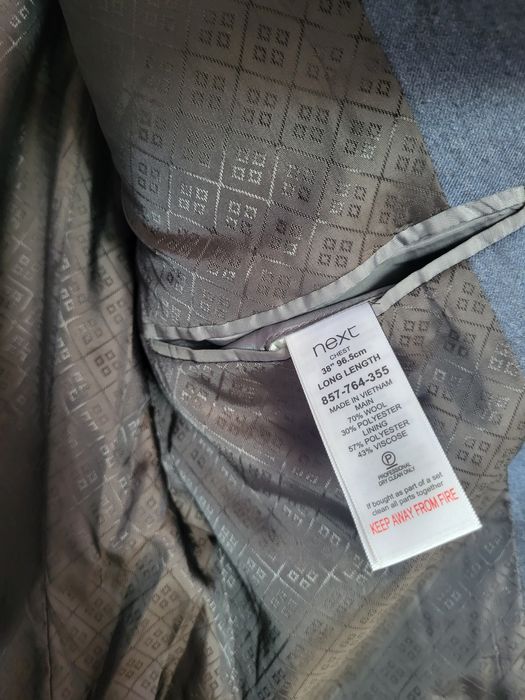 next
CHEST
38" 96.5cm
LONG LENGTH
857-764-355
MADE IN VIETNAM
MAIN
70% WOOL
30% POLYESTER
LINING
57% POLYESTER
43% VISCOSE
P
PROFESSIONAL
DRY CLEAN ONLY
If bought as part of a set
clean all parts together
KEEP AWAY FROM FIRE